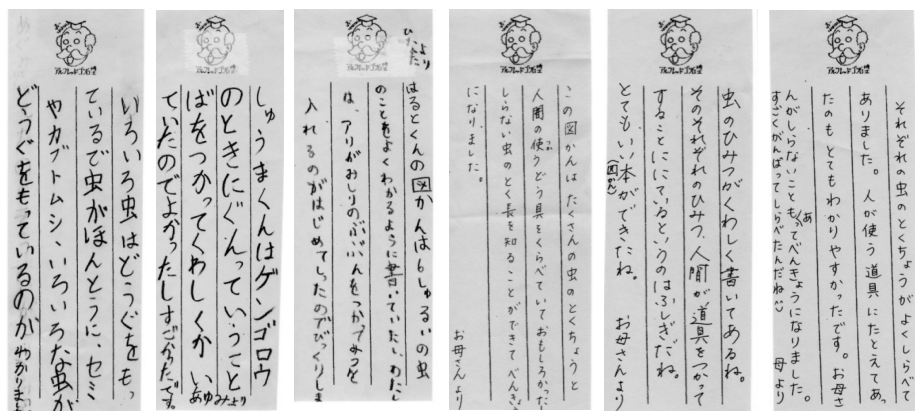 いろいろ虫はどうぐをもっ
ているで虫がほんとうに、セミ
やカブトムシ、いろいろな虫が
どうぐをもっているのがわかりま
しゅうまくんはゲンゴロウ
のときにぐんっていうこと
ばをつかってくわしくかい
ていたのでよかったしすごかったです。
あゆみより
より
はるとくんの図かんは6しゅるいの虫
のことをよくわかるように書いていたし、わたし
は、アリがおしりのぶぶんをつかってみつを
入れるのがはじめてしったのでびっくりしま
この図かんはたくさんの虫のとくちょうと
人間の使うどう具をくらべていておもしろかった
しらない虫のとく長を知ることができてべんきょう
になりました。
お母さんより
虫のひみつがくわしく書いてあるね。
そのそれぞれのひみつ、人間が道具をつかって
することににているというのはふしぎだね。
とてもいい本ができたね。
(図かん)
お母さんより
それぞれの虫のとくちょうがよくしらべて
ありました。人が使う道具にたとえてあっ
たのもとてもわかりやすかったです。お母さ
んがしらないこともあってべんきょうになりました。
すごくがんばってしらべたんだね
母より